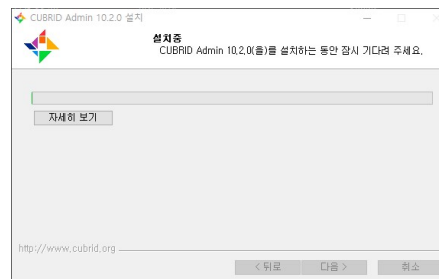 CUBRID Admin 10.2.0 설치
설치중
CUBRID Admin 10.2.0(을)를 설치하는 동안 잠시 기다려 주세요.
자세히 보기
http://www.cubrid.org
< 뒤로
다음 >
취소